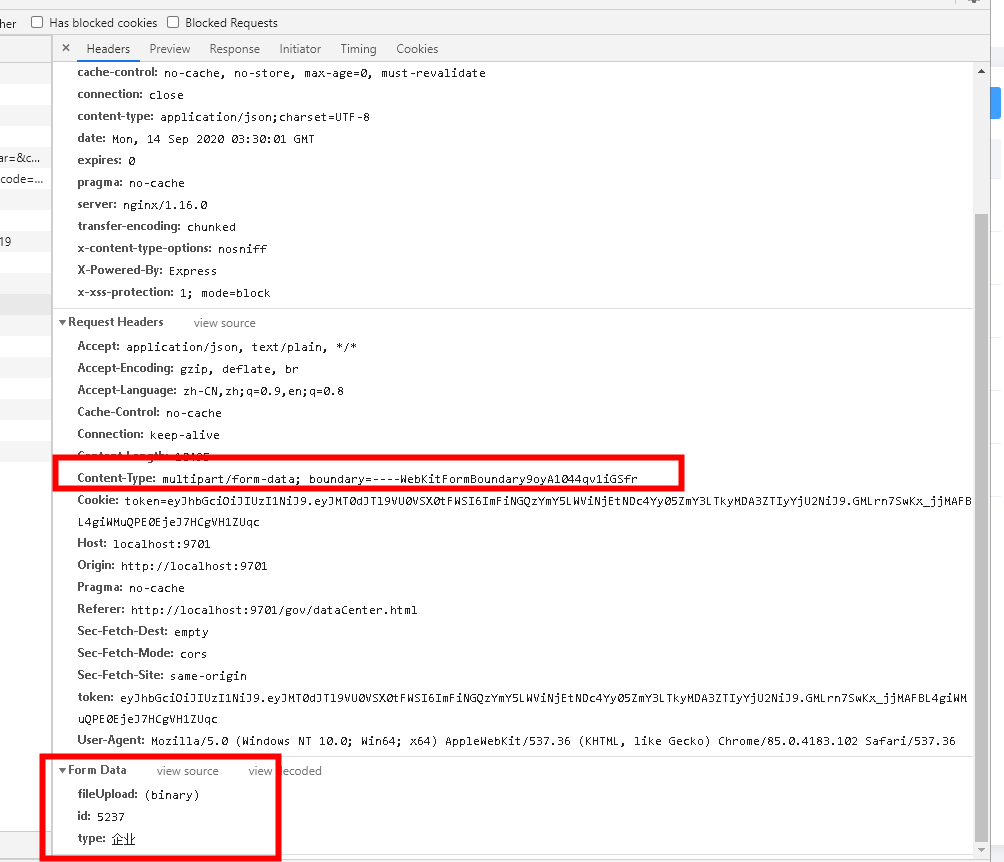 her Has blocked cookies Blocked Requests
× Headers Preview Response Initiator Timing Cookies
cache-control: no-cache, no-store, max-age=0, must-revalidate
connection: close
content-type: application/json;charset=UTF-8
date: Mon, 14 Sep 2020 03:30:01 GMT
ar=&c...
expires: 0
code=...
pragma: no-cache
server: nginx/1.16.0
transfer-encoding: chunked
19
x-content-type-options: nosniff
X-Powered-By: Express
x-xss-protection: 1; mode=block
▼Request Headers view source
Accept: application/json, text/plain, */*
Accept-Encoding: gzip, deflate, br
Accept-Language: zh-CN,zh;q=0.9,en;q=0.8
Cache-Control: no-cache
Connection: keep-alive
Content-Length:
Content-Type: multipart/form-data; boundary=----WebKitFormBoundary9oyA1044qv1iGSfr
Cookie: token=eyJhbGciOiJIUzI1NiJ9.eyJMT0dJTl9VU0VSX0tFWSI6ImFiNGQzYmY5LWViNjEtNDc4Yy05ZmY3LTkyMDA3ZTIyYjU2NiJ9.GMLrn7SwKx_jjMAFB
L4giWMuQPE0EjeJ7HCgVH1ZUqc
Host: localhost:9701
Origin: http://localhost:9701
Pragma: no-cache
Referer: http://localhost:9701/gov/dataCenter.html
Sec-Fetch-Dest: empty
Sec-Fetch-Mode: cors
Sec-Fetch-Site: same-origin
token: eyJhbGciOiJIUzI1NiJ9.eyJMT0dJTl9VU0VSX0tFWSI6ImFiNGQzYmY5LWViNjEtNDc4Yy05ZmY3LTkyMDA3ZTIyYjU2NiJ9.GMLrn7SwKx_jjMAFBL4giWM
uQPE0EjeJ7HCgVH1ZUqc
User-Agent: Mozilla/5.0 (Windows NT 10.0; Win64; x64) AppleWebKit/537.36 (KHTML, like Gecko) Chrome/85.0.4183.102 Safari/537.36
▼Form Data view source view decoded
fileUpload: (binary)
id: 5237
type: 企业